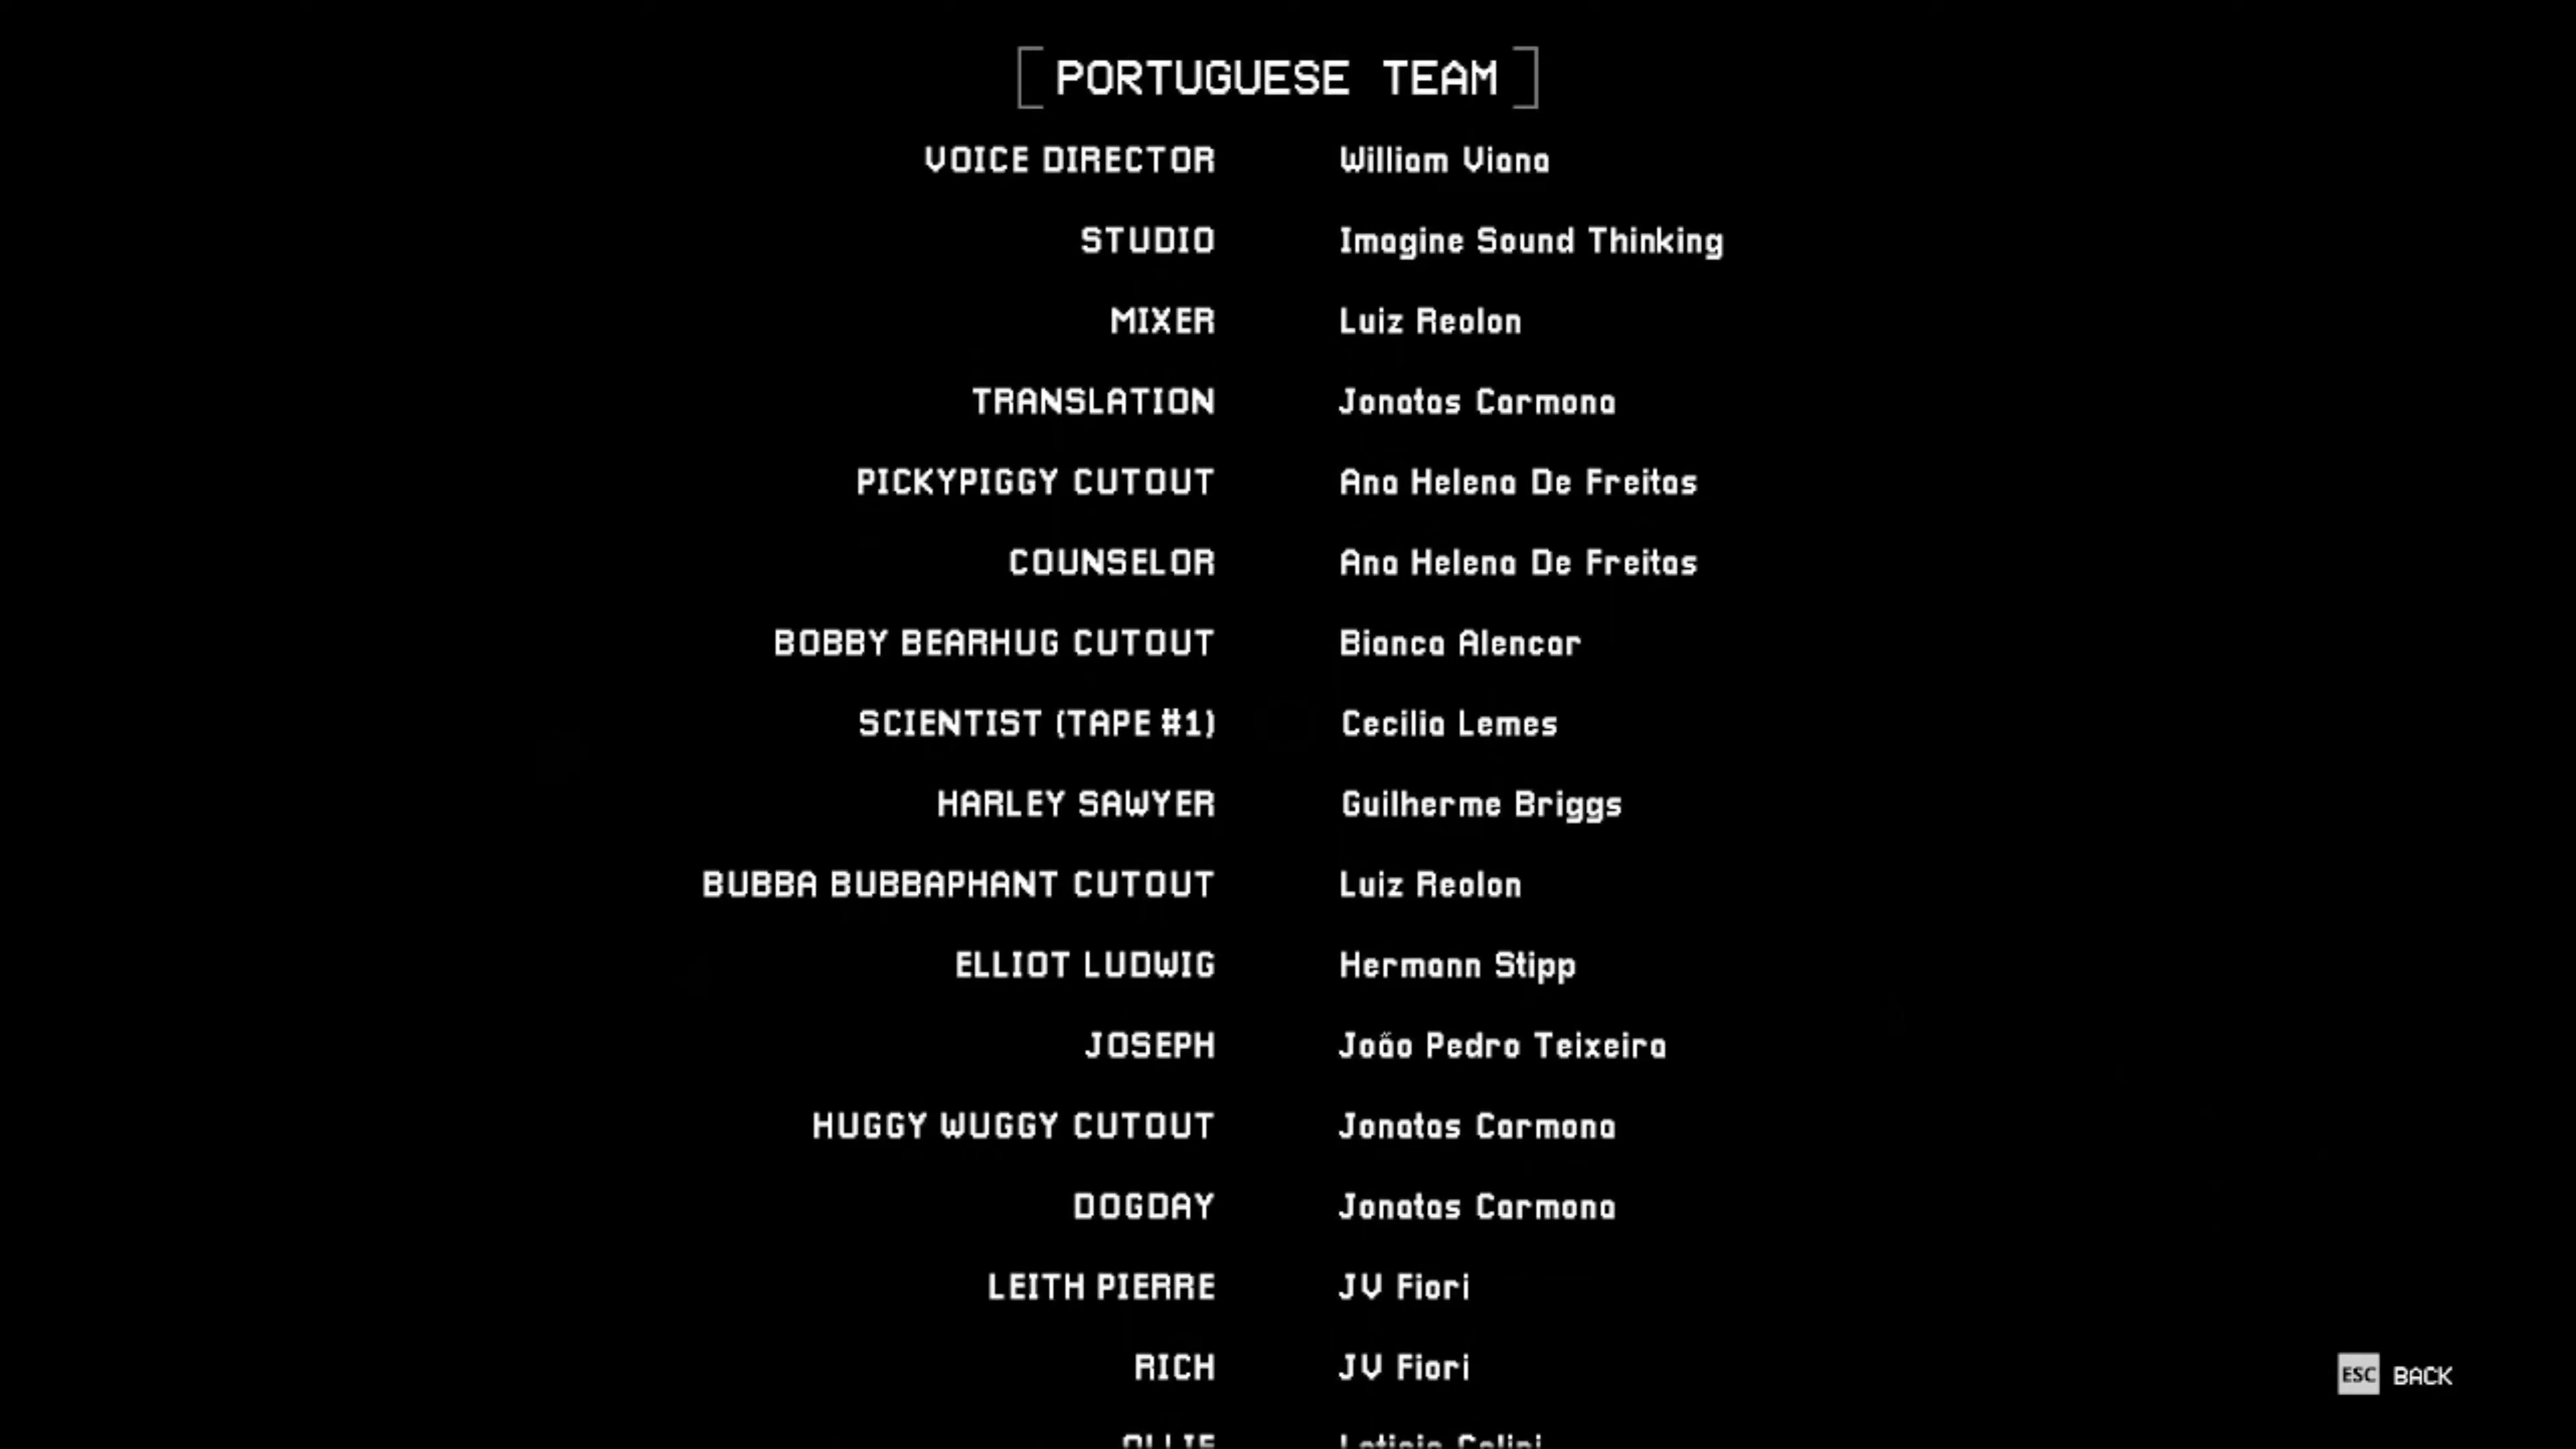 PORTUGUESE TEAM
VOICE DIRECTOR William Viana
STUDIO Imagine Sound Thinking
MIXER Luiz Reolon
TRANSLATION Jonatas Carmona
PICKYPIGGY CUTOUT Ana Helena De Freitas
COUNSELOR Ana Helena De Freitas
BOBBY BEARHUG CUTOUT Bianca Alencar
SCIENTIST (TAPE #1) Cecilia Lemes
HARLEY SAWYER Guilherme Briggs
BUBBA BUBBAPHANT CUTOUT Luiz Reolon
ELLIOT LUDWIG Hermann Stipp
JOSEPH João Pedro Teixeira
HUGGY WUGGY CUTOUT Jonatas Carmona
DOGDAY Jonatas Carmona
LEITH PIERRE JV Fiori
RICH JV Fiori
ESC BACK
OLLIE